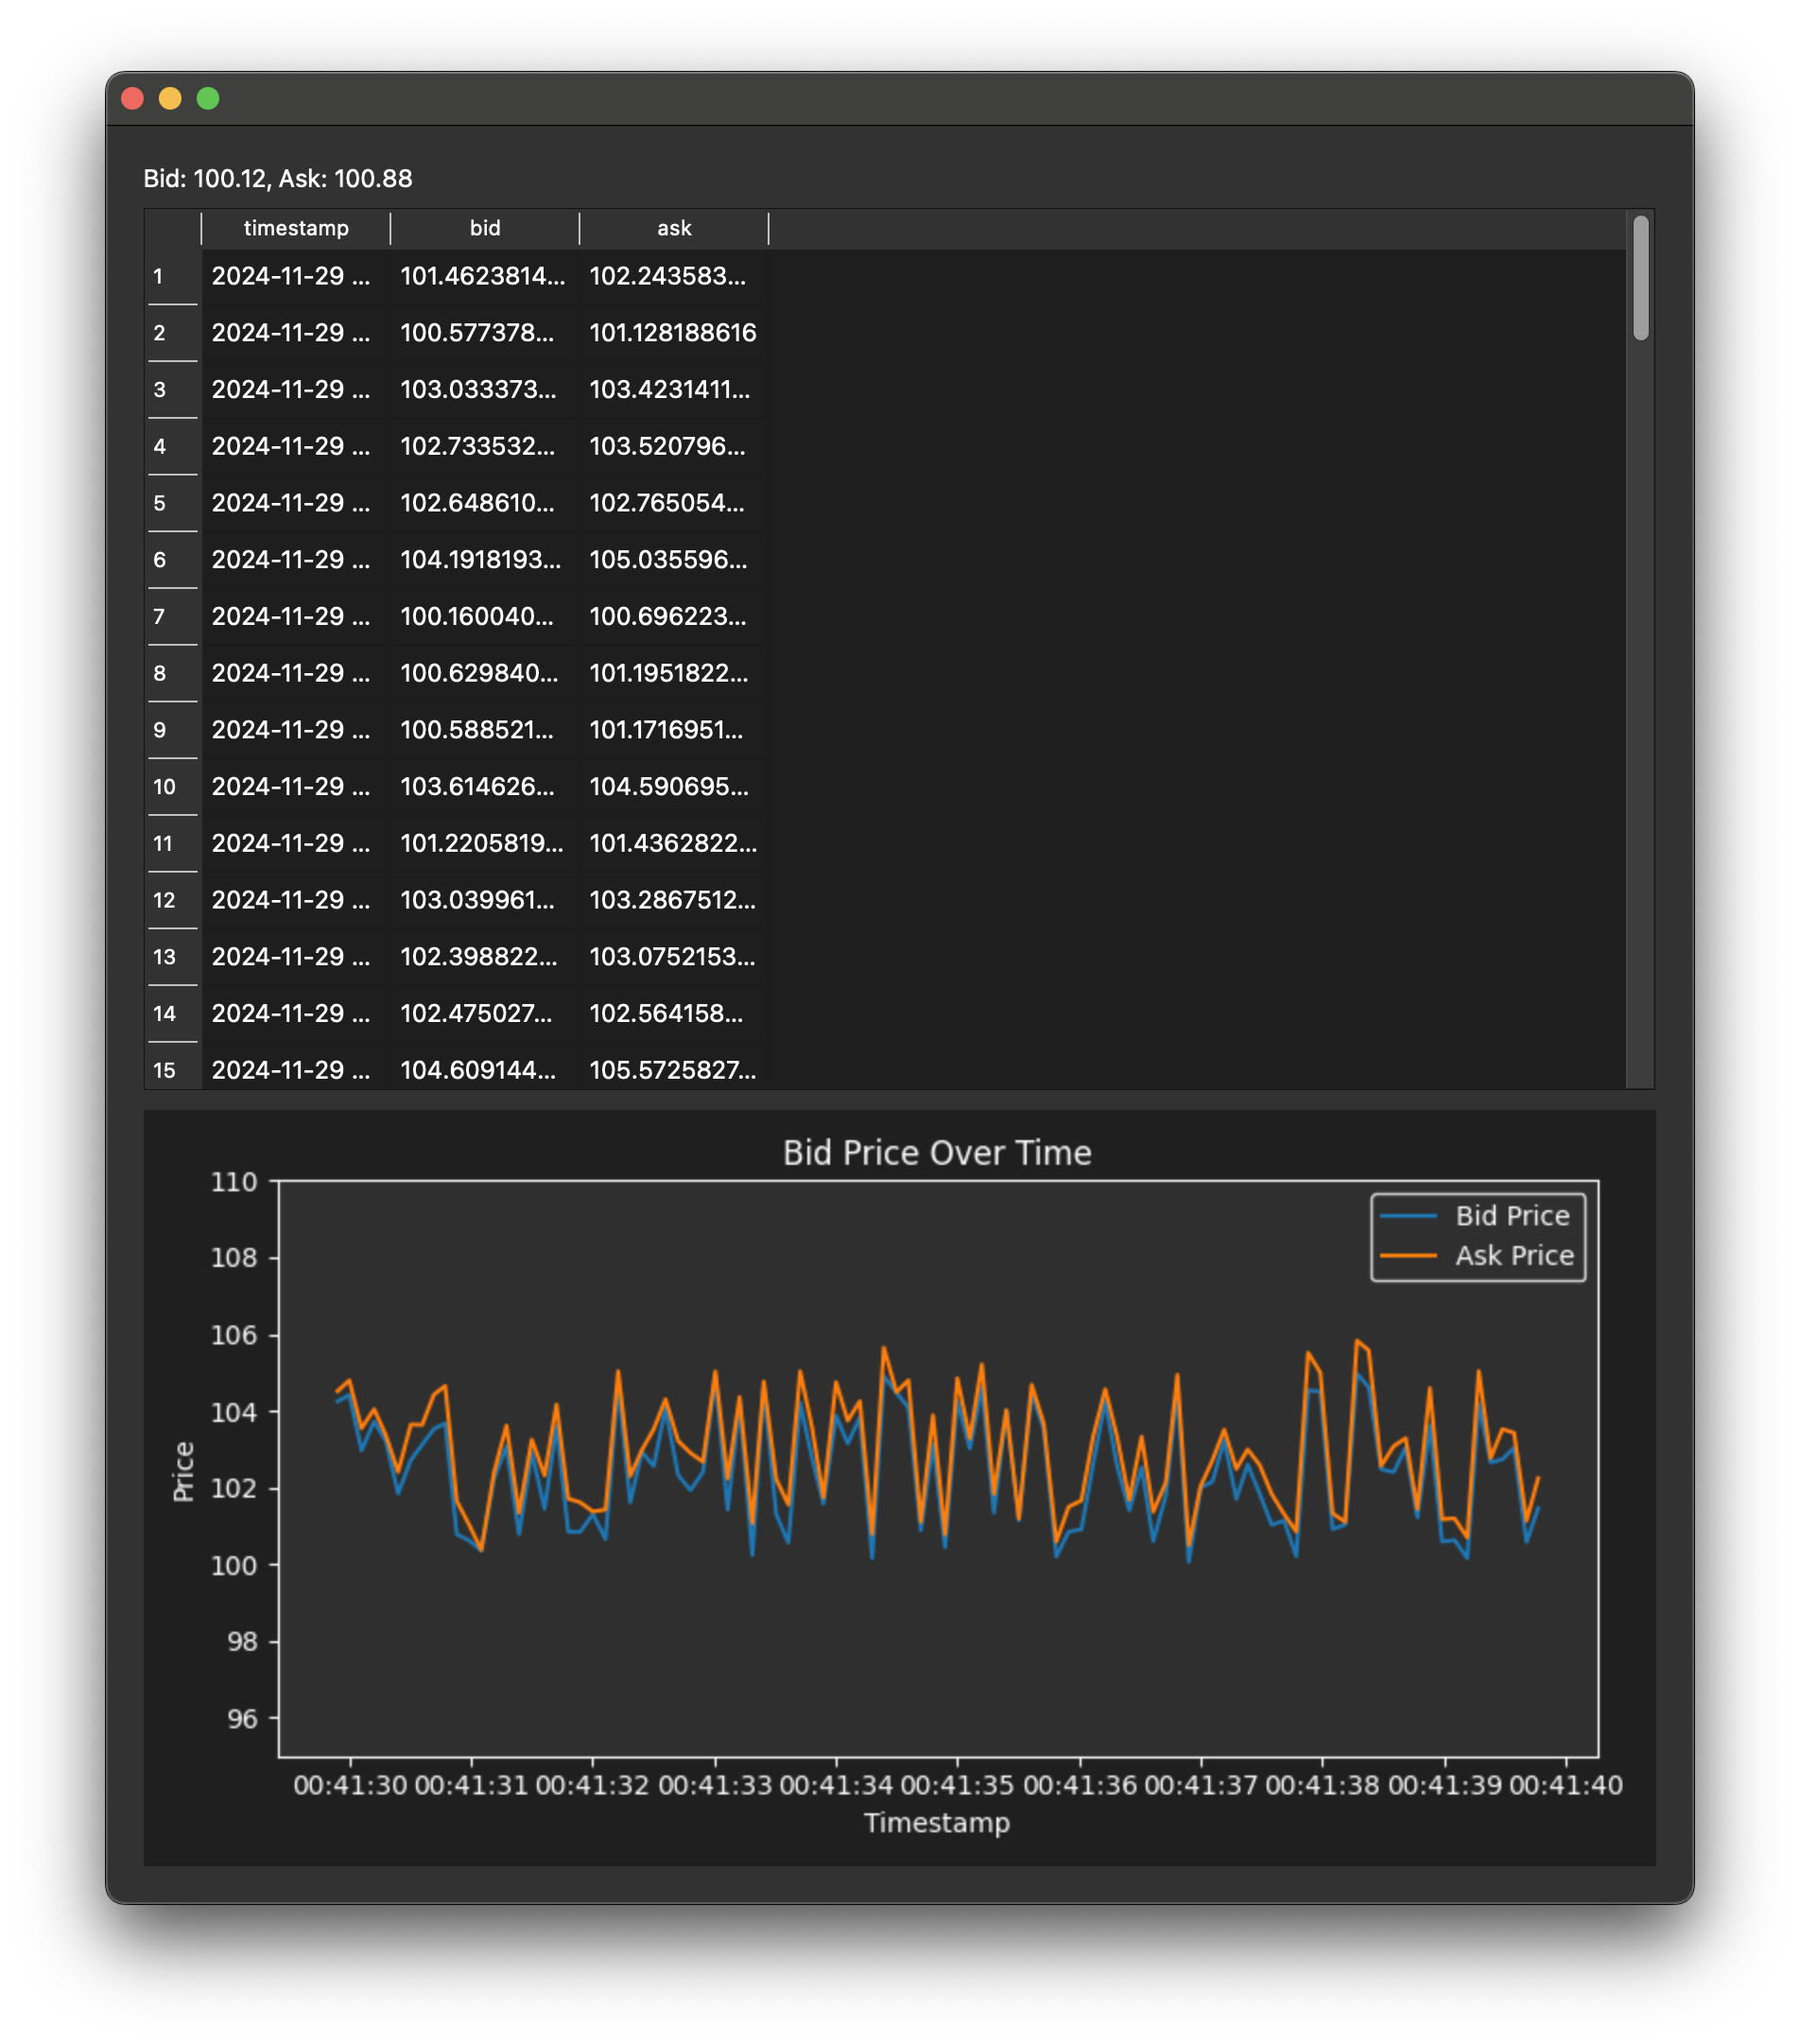 Bid: 100.12, Ask: 100.88
timestamp bid ask
1 2024-11-29 ... 101.4623814... 102.243583...
2 2024-11-29 ... 100.577378... 101.128188616
3 2024-11-29 ... 103.033373... 103.4231411...
4 2024-11-29 ... 102.733532... 103.520796...
5 2024-11-29 ... 102.648610... 102.765054...
6 2024-11-29 ... 104.1918193... 105.035596...
7 2024-11-29 ... 100.160040... 100.696223...
8 2024-11-29 ... 100.629840... 101.1951822...
9 2024-11-29 ... 100.588521... 101.1716951...
10 2024-11-29 ... 103.614626... 104.590695...
11 2024-11-29 ... 101.2205819... 101.4362822...
12 2024-11-29 ... 103.039961... 103.2867512...
13 2024-11-29 ... 102.398822... 103.0752153...
14 2024-11-29 ... 102.475027... 102.564158...
15 2024-11-29 ... 104.609144... 105.5725827...
Bid Price Over Time
110
108
106
104
102
100
98
96
Price
Bid Price
Ask Price
00:41:30 00:41:31 00:41:32 00:41:33 00:41:34 00:41:35 00:41:36 00:41:37 00:41:38 00:41:39 00:41:40
Timestamp